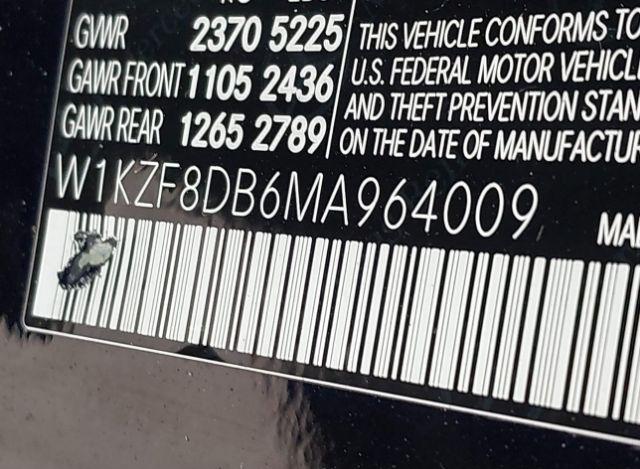 GVWR 2370 5225
GAWR FRONT 1105 2436
GAWR REAR 1265 2789
THIS VEHICLE CONFORMS TO
U.S. FEDERAL MOTOR VEHICL
AND THEFT PREVENTION STAN
ON THE DATE OF MANUFACTUR
W1KZF8DB6MA964009
MA